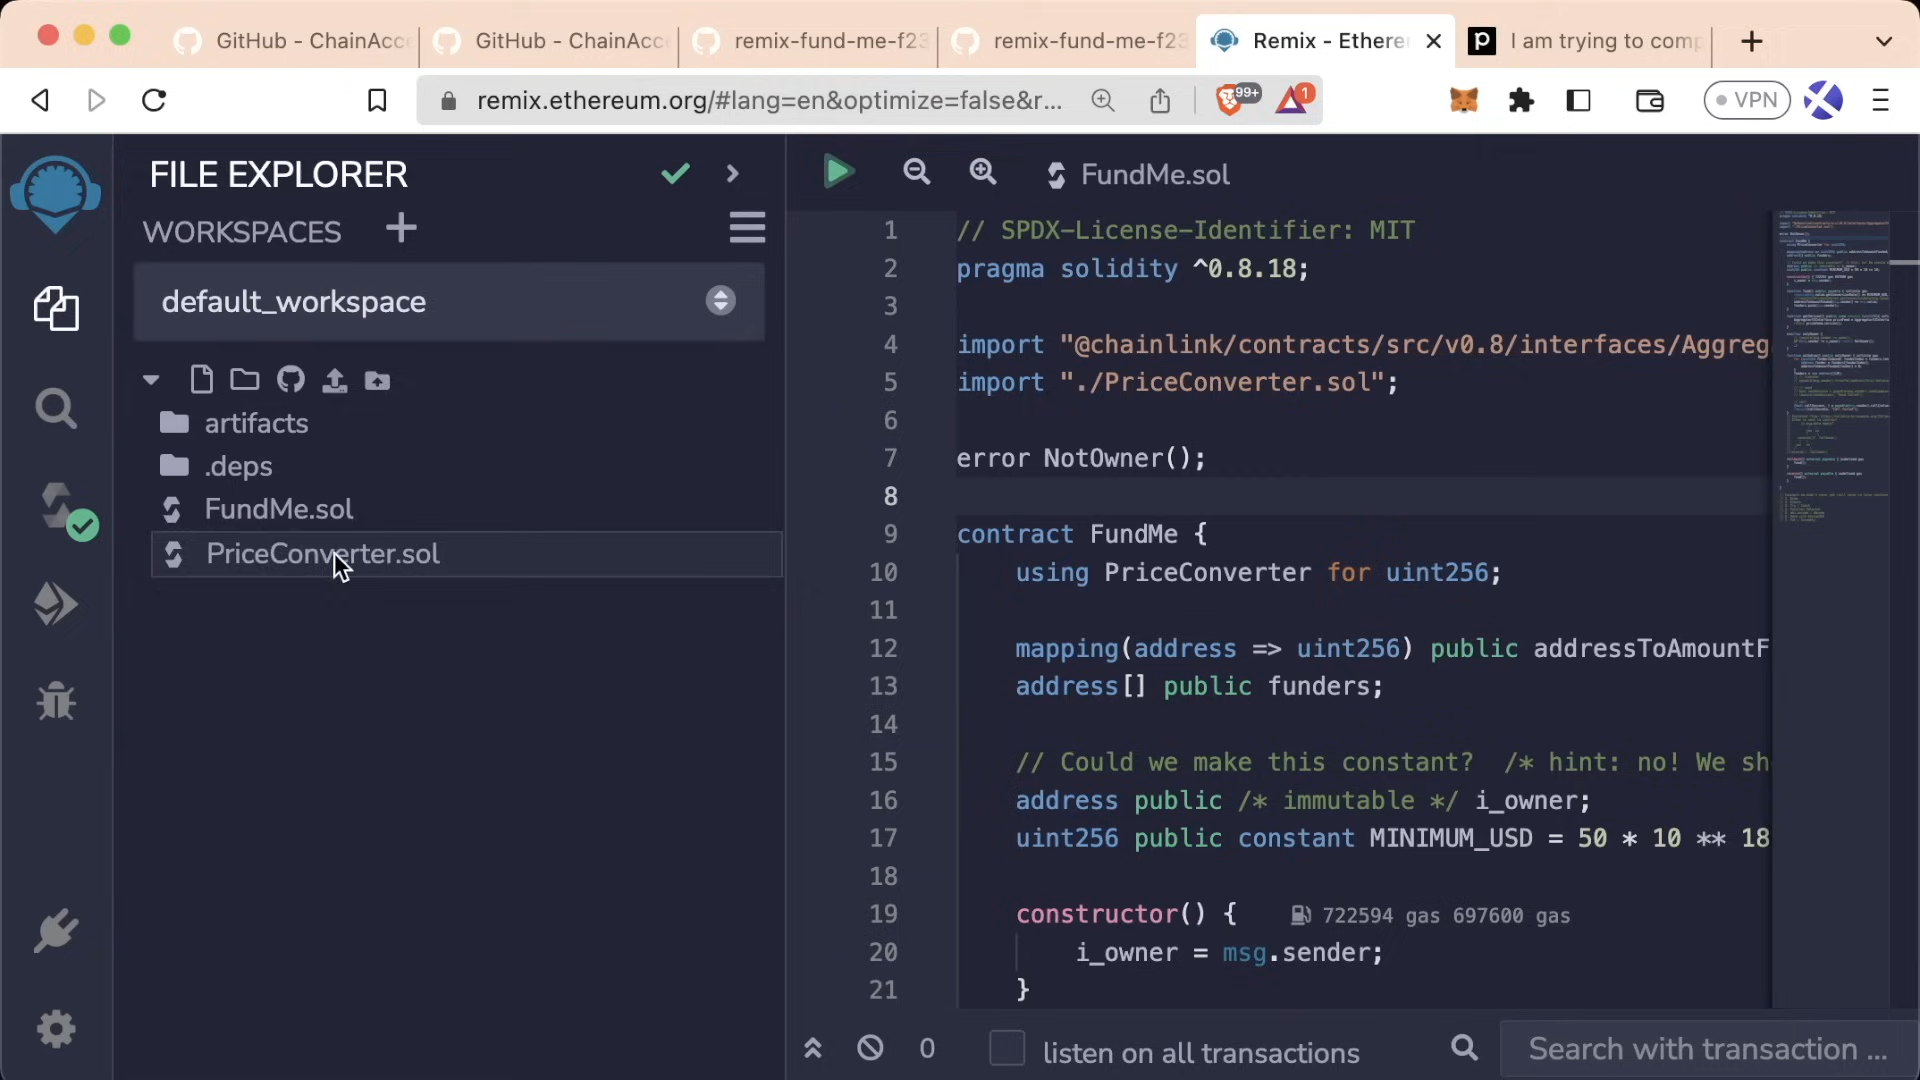 GitHub - ChainAcc
GitHub - ChainAcc
remix-fund-me-f23
remix-fund-me-f23
Remix - Ethere
I am trying to comp
remix.ethereum.org/#lang=en&optimize=false&r...
99+
1
VPN
FILE EXPLORER
WORKSPACES
default_workspace
artifacts
.deps
FundMe.sol
PriceConverter.sol
FundMe.sol
1 // SPDX-License-Identifier: MIT
2 pragma solidity ^0.8.18;
3
4 import "@chainlink/contracts/src/v0.8/interfaces/Aggreg
5 import "./PriceConverter.sol";
6
7 error NotOwner();
8
9 contract FundMe {
10 using PriceConverter for uint256;
11
12 mapping(address => uint256) public addressToAmountF
13 address[] public funders;
14
15 // Could we make this constant?  /* hint: no! We sh
16 address public /* immutable */ i_owner;
17 uint256 public constant MINIMUM_USD = 50 * 10 ** 18
18
19 constructor() { 722594 gas 697600 gas
20 i_owner = msg.sender;
21 }
0
listen on all transactions
Search with transaction ...